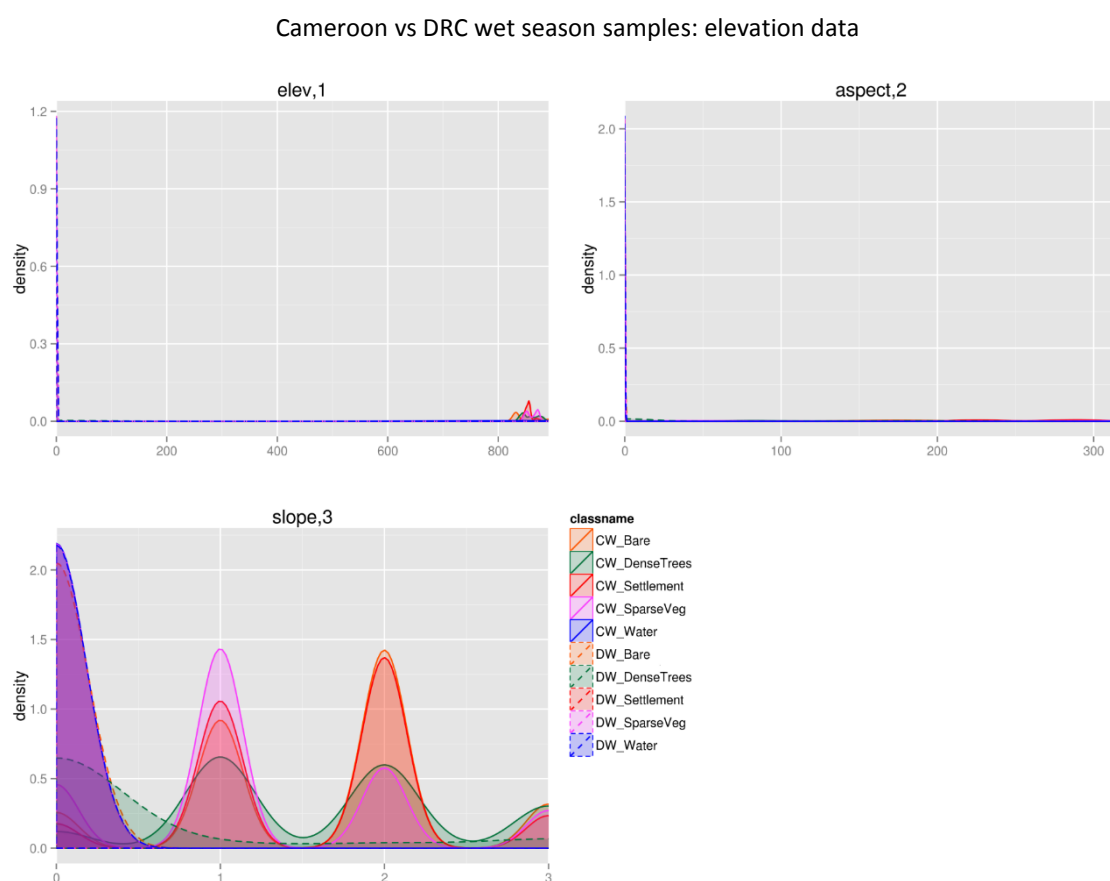 Cameroon vs DRC wet season samples: elevation data
elev,1
aspect,2
1.2
0.9
0.6
0.3
0.0
density
0
200
400
600
800
2.0
1.5
1.0
0.5
0.0
density
0
100
200
300
slope,3
2.0
1.5
1.0
0.5
0.0
density
0
1
2
3
classname
CW_Bare
CW_DenseTrees
CW_Settlement
CW_SparseVeg
CW_Water
DW_Bare
DW_DenseTrees
DW_Settlement
DW_SparseVeg
DW_Water